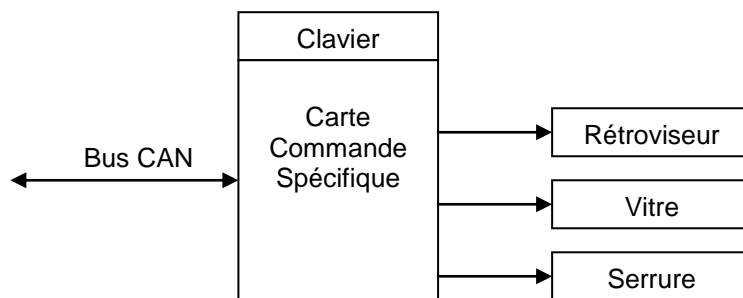 Clavier
Carte
Commande
Spécifique
Bus CAN
Rétroviseur
Vitre
Serrure